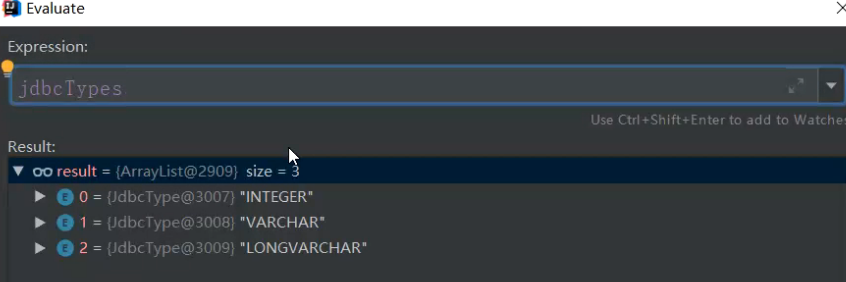 Evaluate
Expression:
jdbcTypes
Use Ctrl+Shift+Enter to add to Watches
Result:
result = {ArrayList@2909} size = 3
0 = {JdbcType@3007} "INTEGER"
1 = {JdbcType@3008} "VARCHAR"
2 = {JdbcType@3009} "LONGVARCHAR"